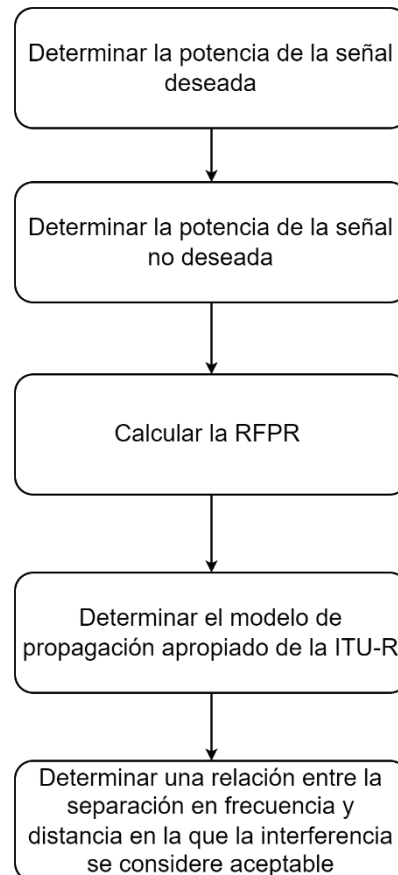 Determinar la potencia de la señal
deseada
Determinar la potencia de la señal
no deseada
Calcular la RFPR
Determinar el modelo de
propagación apropiado de la ITU-R
Determinar una relación entre la
separación en frecuencia y
distancia en la que la interferencia
se considere aceptable